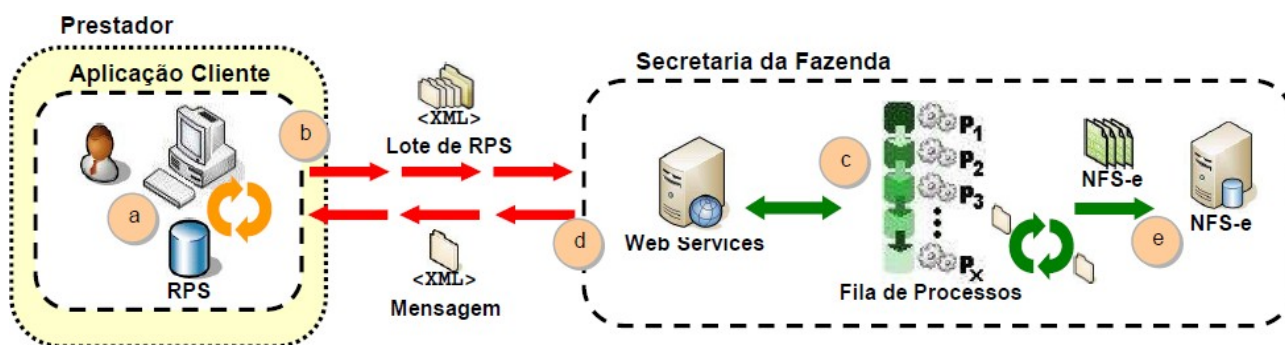 Prestador
Aplicação Cliente
a
RPS
b
<XML>
Lote de RPS
<XML>
Mensagem
Secretaria da Fazenda
d
Web Services
c
P1
P2
P3
Px
Fila de Processos
NFS-e
e
NFS-e